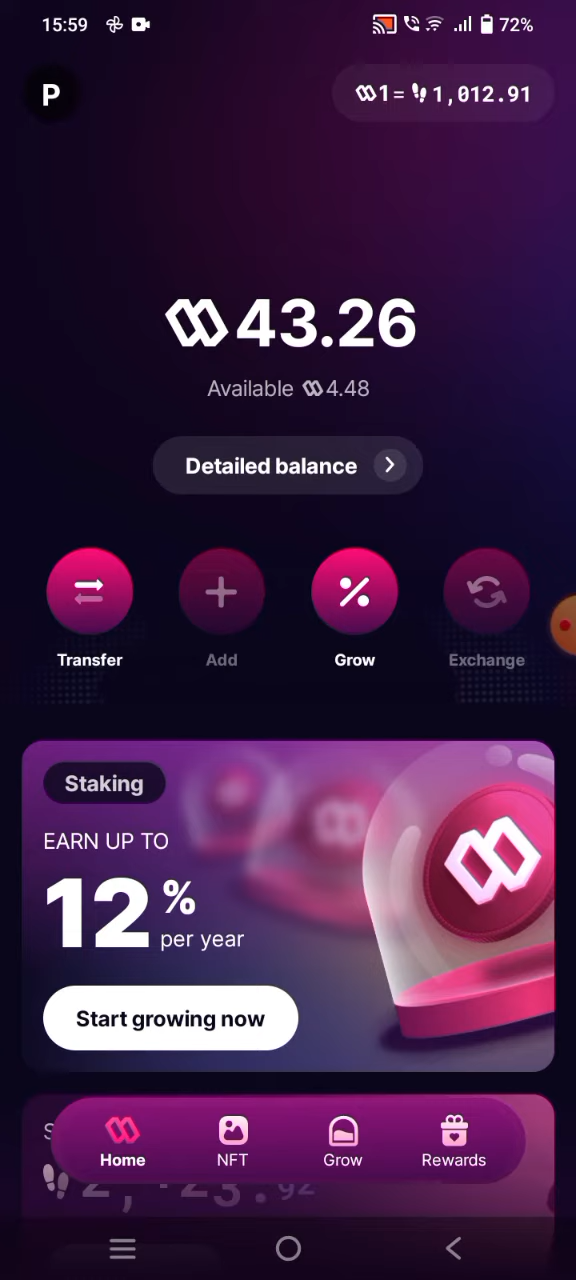 15:59
72%
P
1= 1,012.91
43.26
Available 4.48
Detailed balance
Transfer
Add
Grow
Exchange
Staking
EARN UP TO
12%
per year
Start growing now
Home
NFT
Grow
Rewards